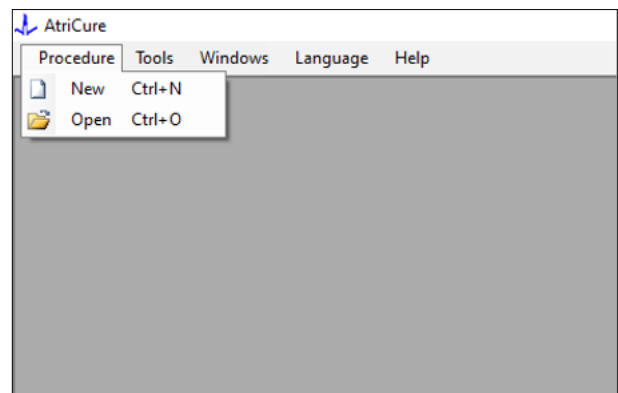 AtriCure
Procedure Tools Windows Language Help
New Ctrl+N
Open Ctrl+O